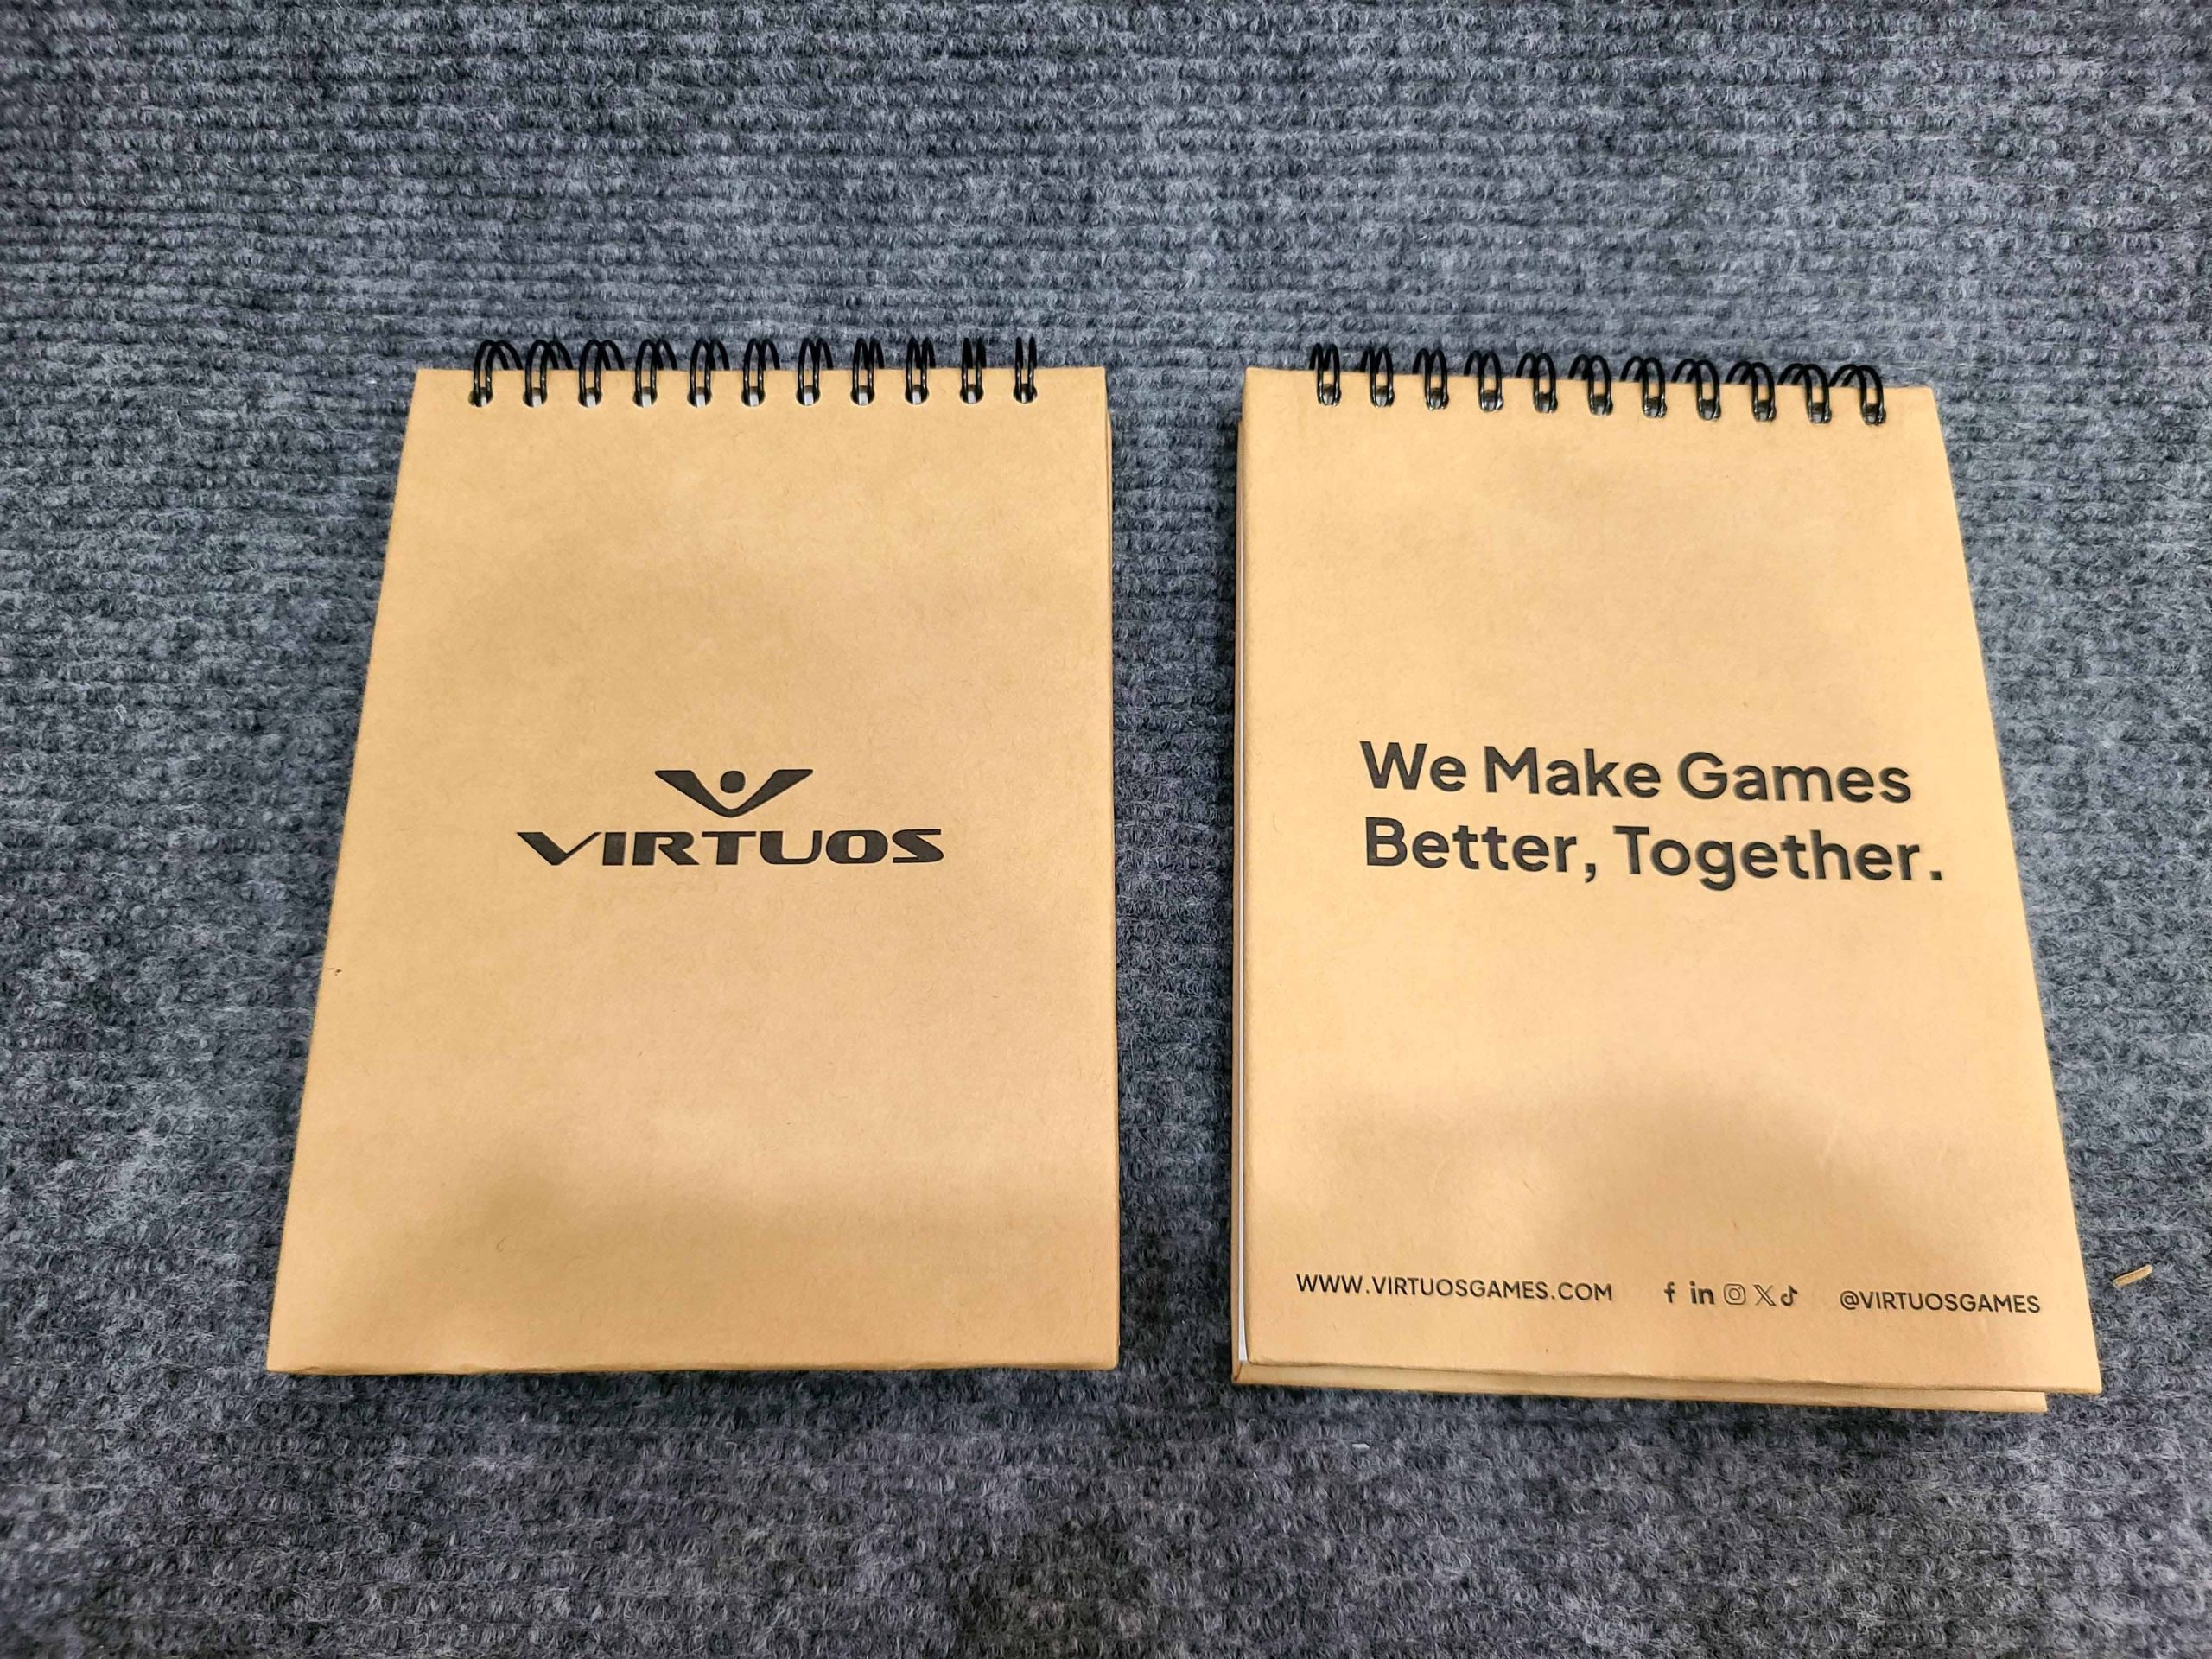 VIRTUOS
We Make Games
Better, Together.
WWW.VIRTUOSGAMES.COM @VIRTUOSGAMES